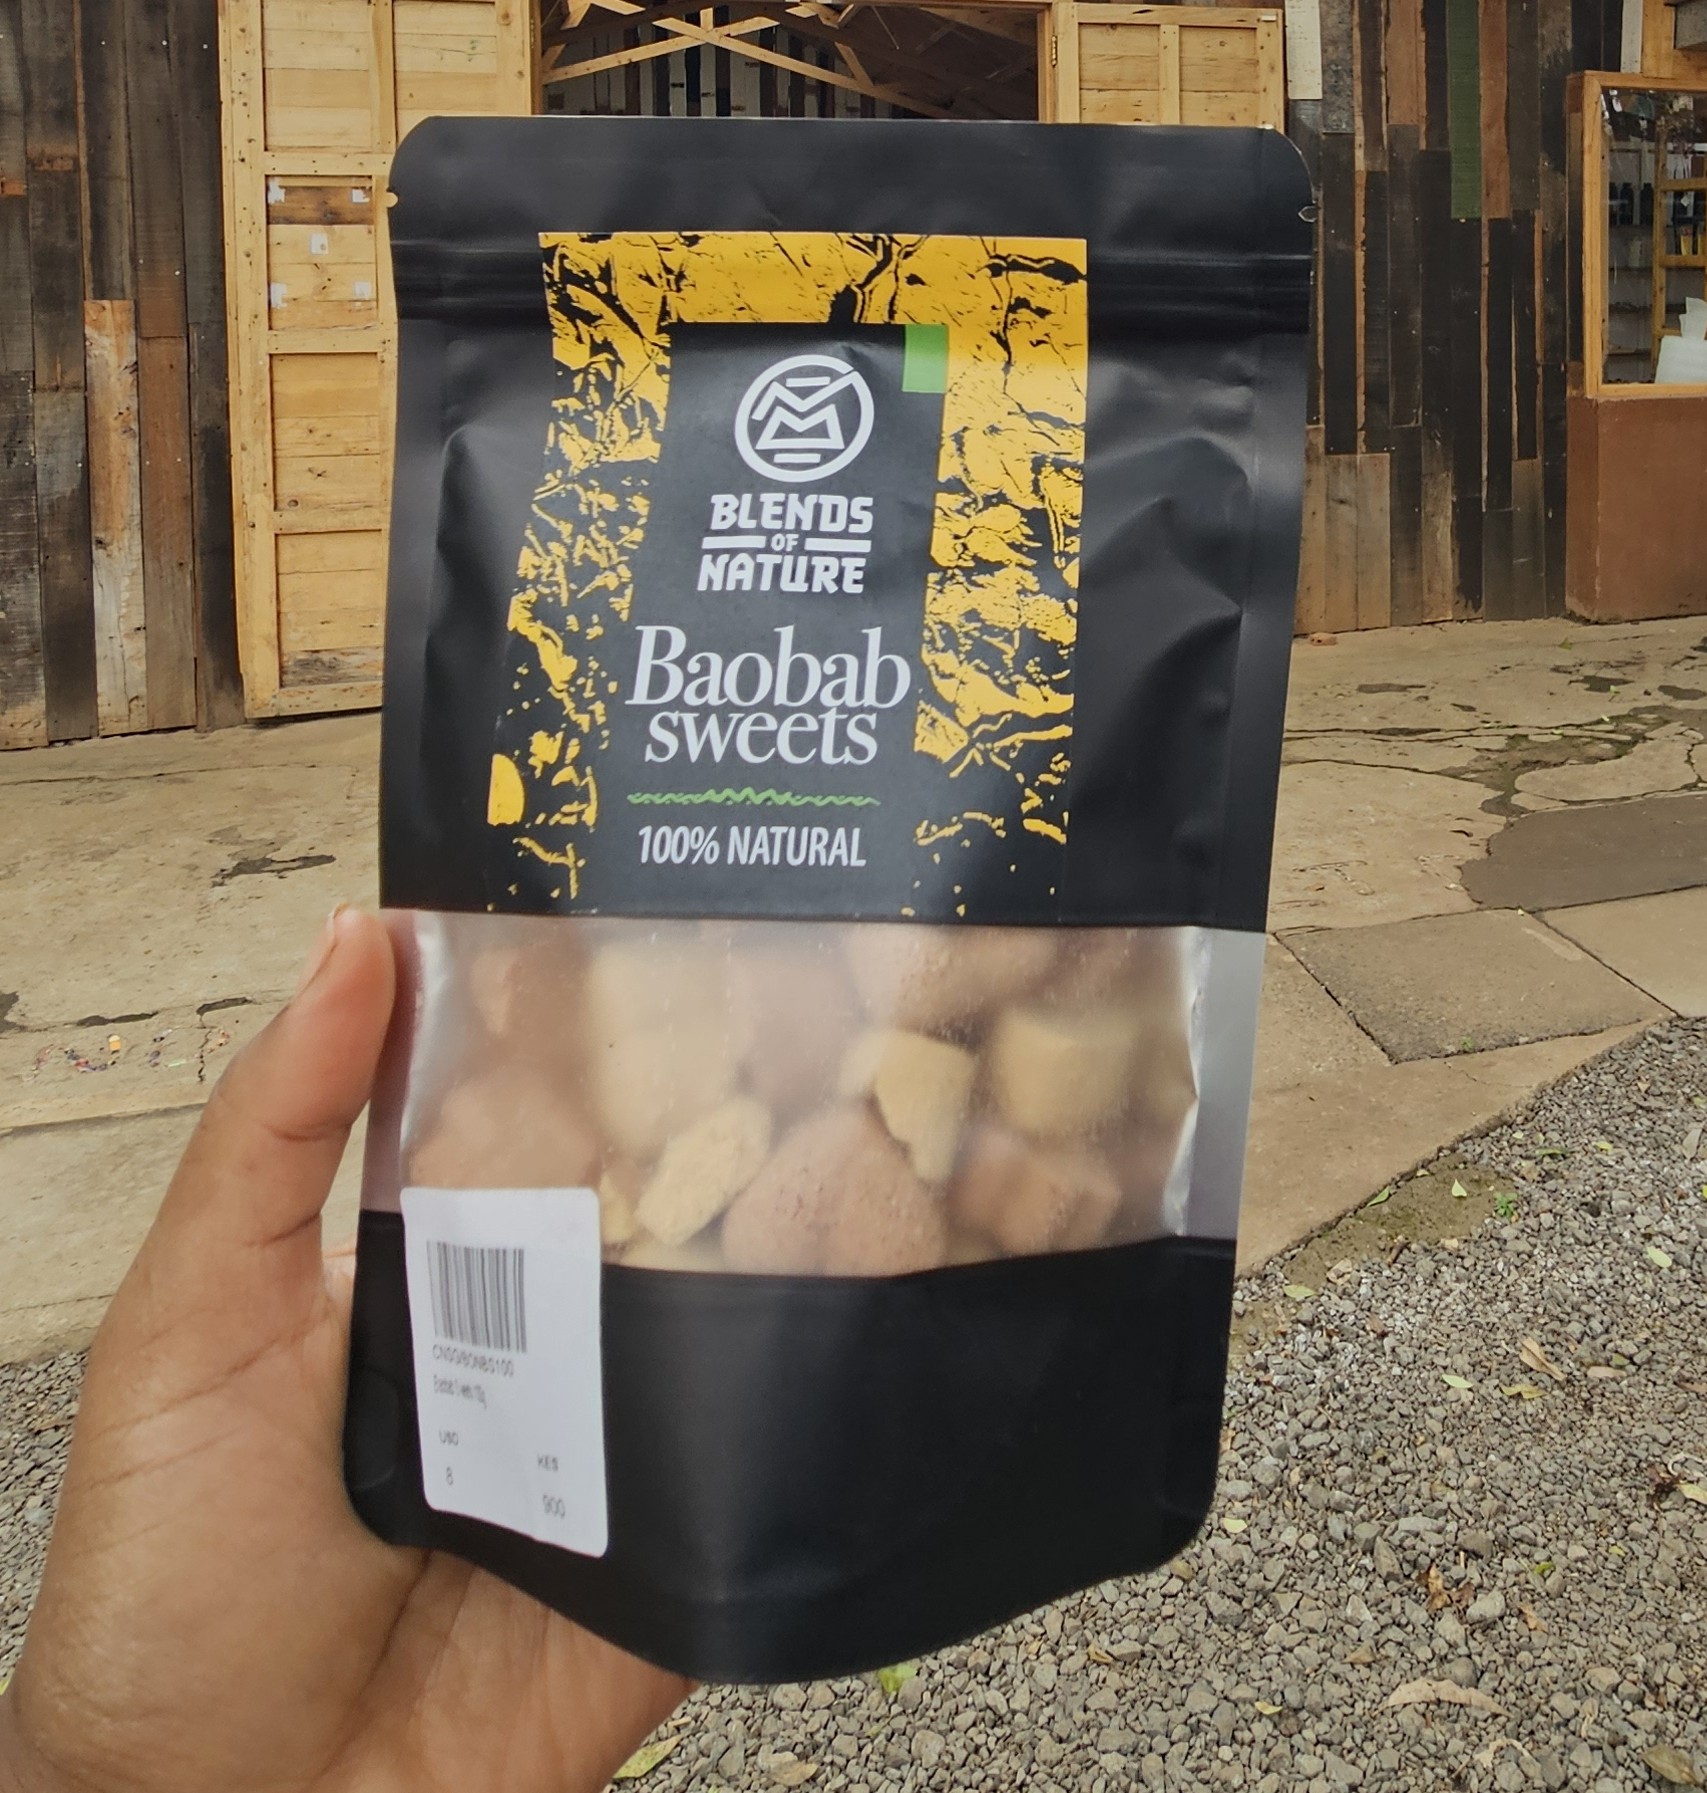 BLENDS
OF
NATURE
Baobab
sweets
100% NATURAL
USD
KES
8
900